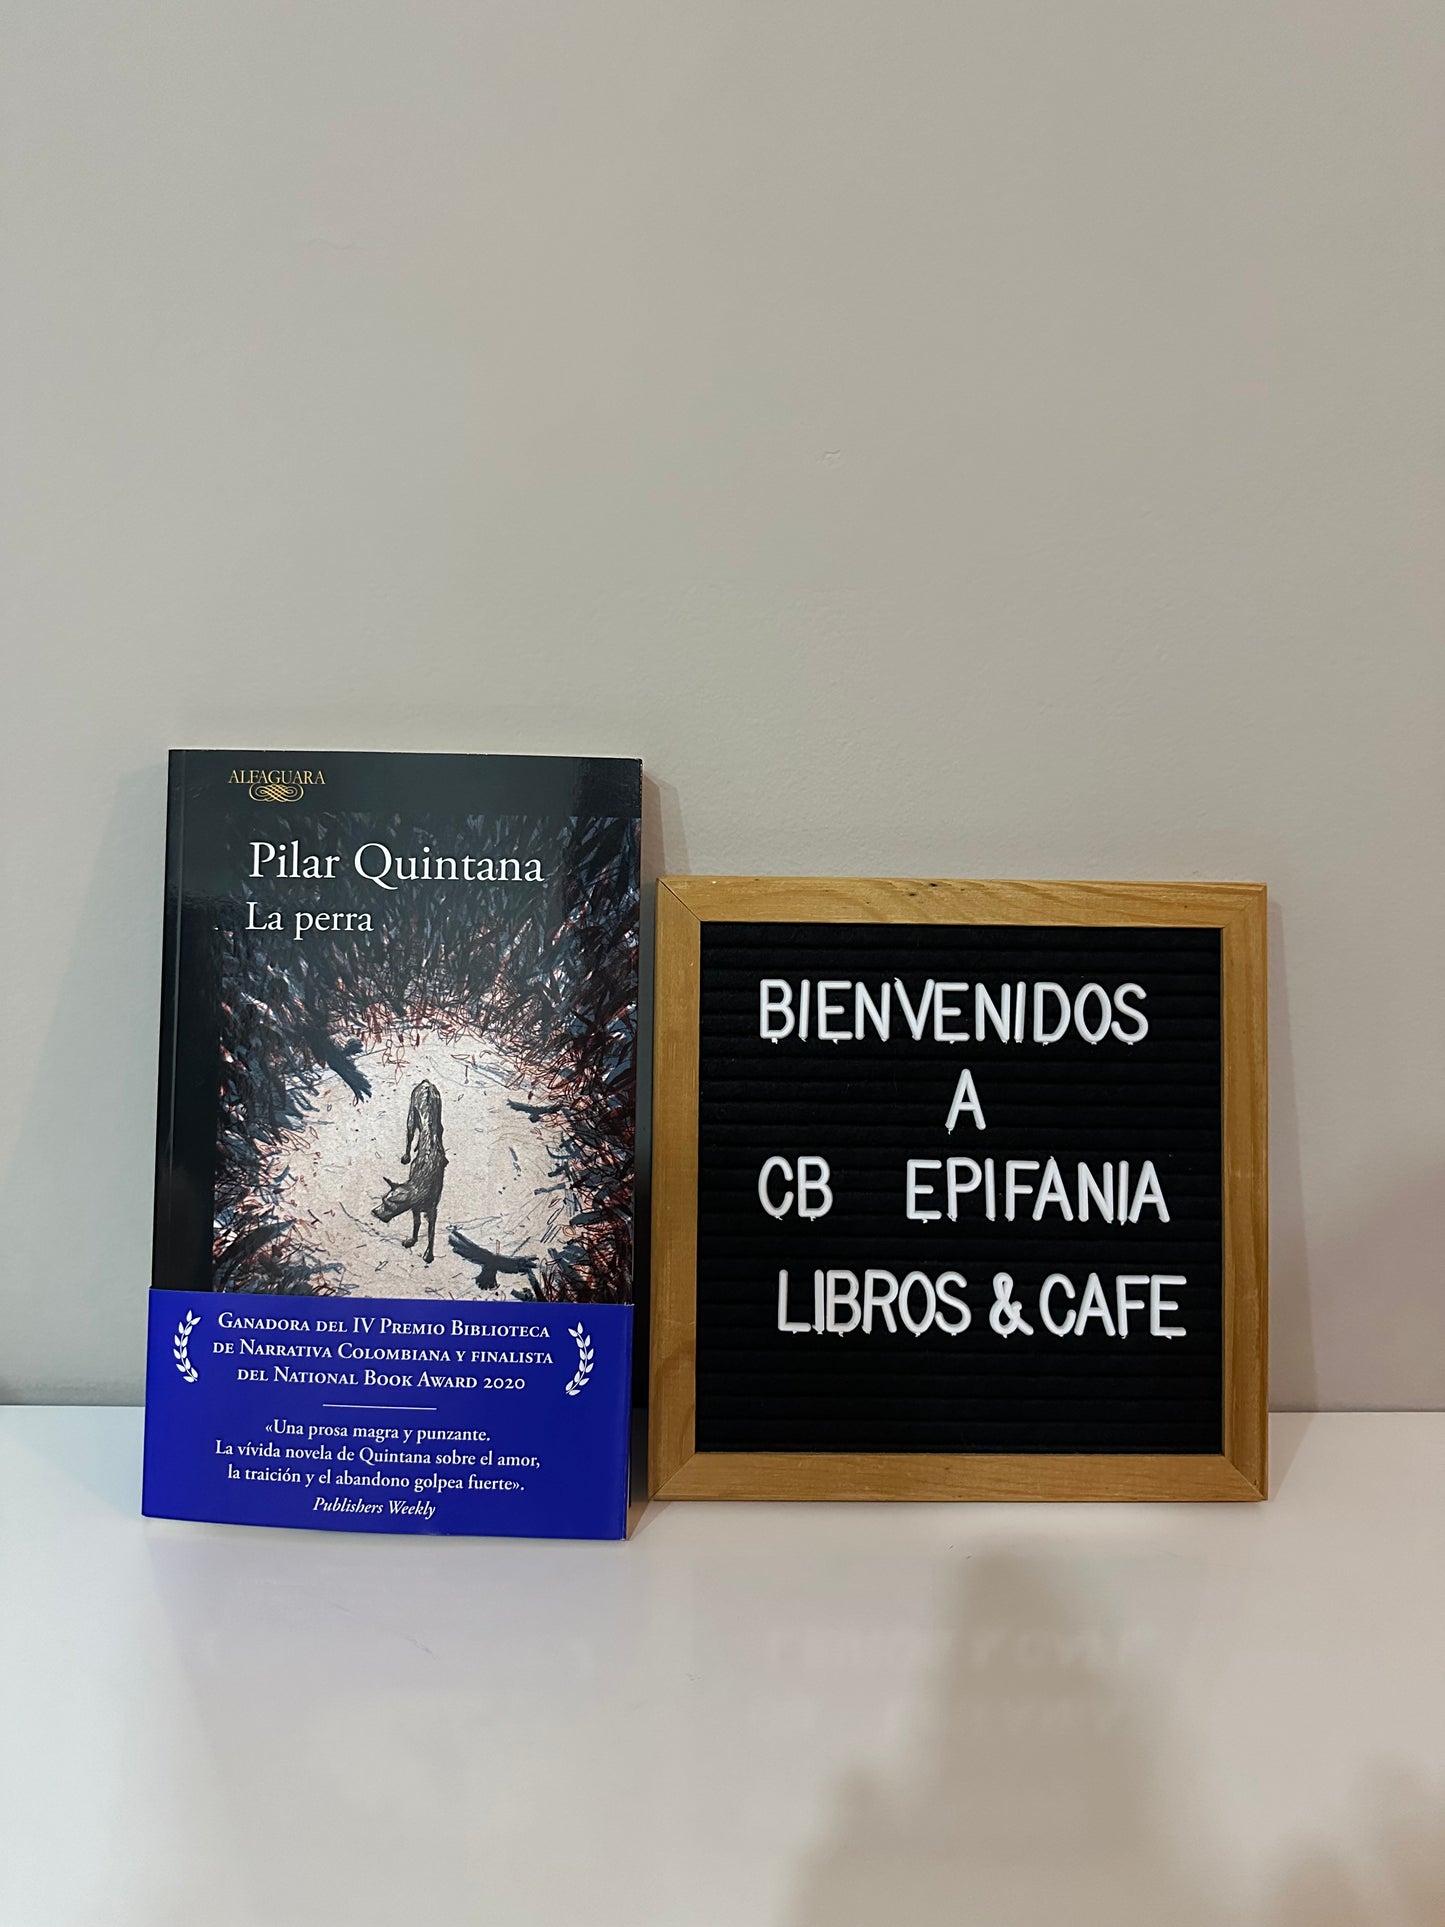 ALFAGUARA
Pilar Quintana
La perra
GANADORA DEL IV PREMIO BIBLIOTECA
DE NARRATIVA COLOMBIANA Y FINALISTA
DEL NATIONAL BOOK AWARD 2020
«Una prosa magra y punzante.
La vívida novela de Quintana sobre el amor,
la traición y el abandono golpea fuerte».
Publishers Weekly
BIENVENIDOS
A
CB EPIFANIA
LIBROS & CAFE